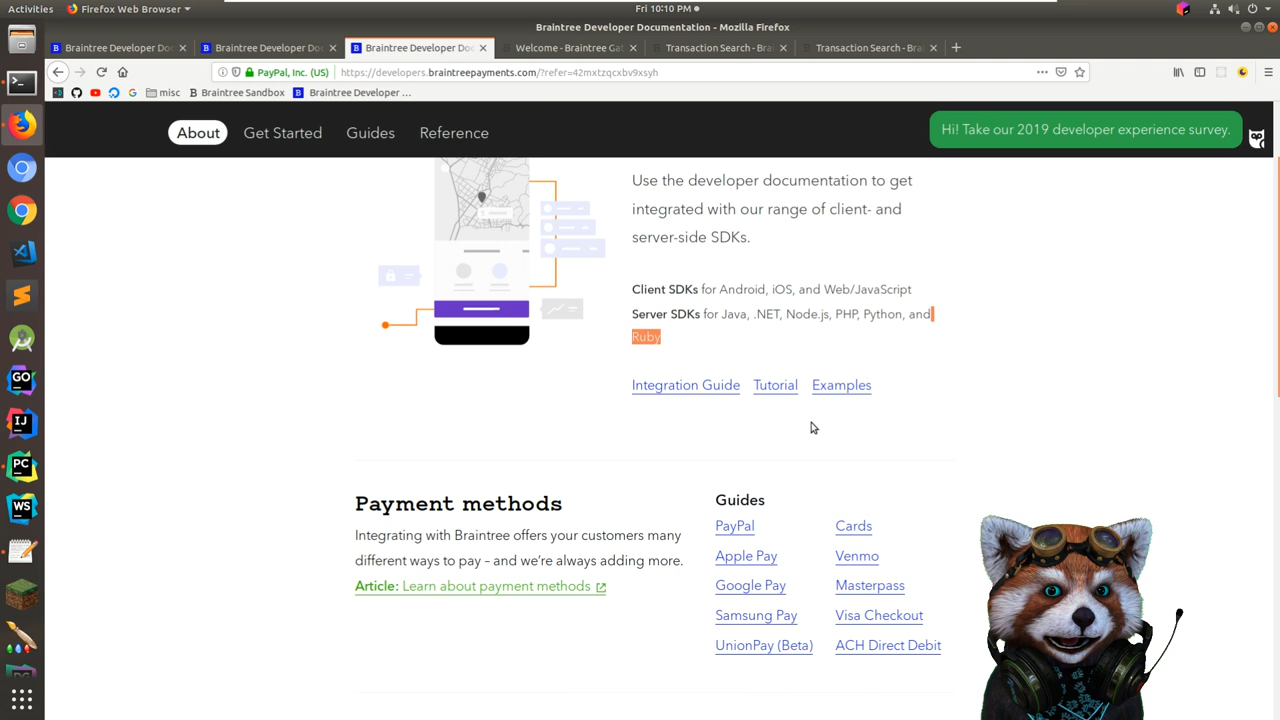 Activities
Firefox Web Browser
Fri 10:10 PM
Braintree Developer Documentation - Mozilla Firefox
Braintree Developer Do
Braintree Developer Do
Braintree Developer Do
Welcome - Braintree Gat
Transaction Search - Brai
Transaction Search - Brai
PayPal, Inc. (US)
https://developers.braintreepayments.com/?refer=42mxtzqcxbv9xsyh
misc
Braintree Sandbox
Braintree Developer ...
About
Get Started
Guides
Reference
Hi! Take our 2019 developer experience survey.
Use the developer documentation to get
integrated with our range of client- and
server-side SDKs.
Client SDKs for Android, iOS, and Web/JavaScript
Server SDKs for Java, .NET, Node.js, PHP, Python, and
Ruby
Integration Guide
Tutorial
Examples
Payment methods
Integrating with Braintree offers your customers many
different ways to pay – and we're always adding more.
Article: Learn about payment methods
Guides
PayPal
Cards
Apple Pay
Venmo
Google Pay
Masterpass
Samsung Pay
Visa Checkout
UnionPay (Beta)
ACH Direct Debit
GO
IJ
PC
WS